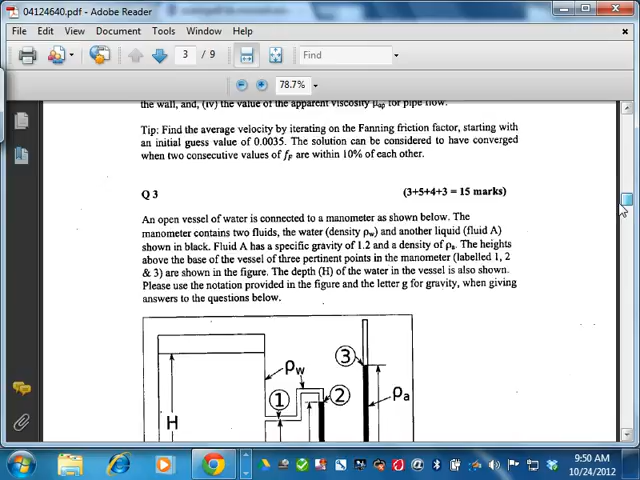 04124640.pdf - Adobe Reader
File Edit View Document Tools Window Help
3 / 9
Find
78.7%
the wall, and, (iv) the value of the apparent viscosity μap for pipe flow.
Tip: Find the average velocity by iterating on the Fanning friction factor, starting with
an initial guess value of 0.0035. The solution can be considered to have converged
when two consecutive values of fF are within 10% of each other.
Q 3 (3+5+4+3 = 15 marks)
An open vessel of water is connected to a manometer as shown below. The
manometer contains two fluids, the water (density ρw) and another liquid (fluid A)
shown in black. Fluid A has a specific gravity of 1.2 and a density of ρa. The heights
above the base of the vessel of three pertinent points in the manometer (labelled 1, 2
& 3) are shown in the figure. The depth (H) of the water in the vessel is also shown.
Please use the notation provided in the figure and the letter g for gravity, when giving
answers to the questions below.
3
ρw
1
2
ρa
H
9:50 AM
10/24/2012